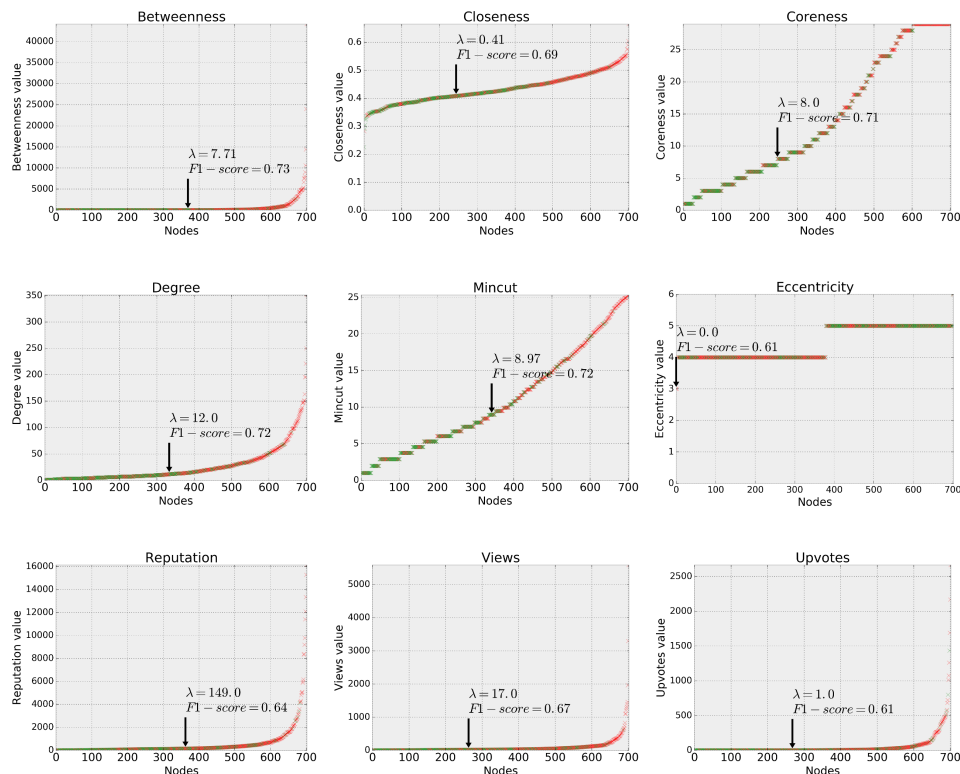 Betweenness
Betweenness value
40000
35000
30000
25000
20000
15000
10000
5000
0
λ = 7.71
F1 − score = 0.73
0 100 200 300 400 500 600 700
Nodes
Closeness
Closeness value
0.6
0.5
0.4
0.3
0.2
0.1
0.0
λ = 0.41
F1 − score = 0.69
0 100 200 300 400 500 600 700
Nodes
Coreness
Coreness value
25
20
15
10
5
0
λ = 8.0
F1 − score = 0.71
0 100 200 300 400 500 600 700
Nodes
Degree
Degree value
350
300
250
200
150
100
50
0
λ = 12.0
F1 − score = 0.72
0 100 200 300 400 500 600 700
Nodes
Mincut
Mincut value
25
20
15
10
5
0
λ = 8.97
F1 − score = 0.72
0 100 200 300 400 500 600 700
Nodes
Eccentricity
Eccentricity value
6
5
4
3
2
1
0
λ = 0.0
F1 − score = 0.61
0 100 200 300 400 500 600 700
Nodes
Reputation
Reputation value
16000
14000
12000
10000
8000
6000
4000
2000
0
λ = 149.0
F1 − score = 0.64
0 100 200 300 400 500 600 700
Nodes
Views
Views value
5000
4000
3000
2000
1000
0
λ = 17.0
F1 − score = 0.67
0 100 200 300 400 500 600 700
Nodes
Upvotes
Upvotes value
2500
2000
1500
1000
500
0
λ = 1.0
F1 − score = 0.61
0 100 200 300 400 500 600 700
Nodes